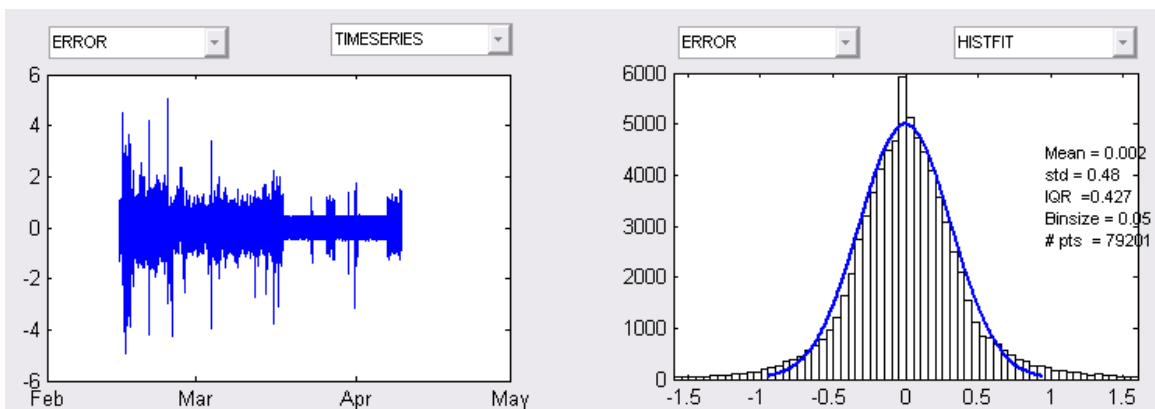 ERROR
TIMESERIES
6
4
2
0
-2
-4
-6
Feb Mar Apr May
ERROR
HISTFIT
6000
5000
4000
3000
2000
1000
0
-1.5 -1 -0.5 0 0.5 1 1.5
Mean = 0.002
std = 0.48
IQR =0.427
Binsize = 0.05
# pts = 79201